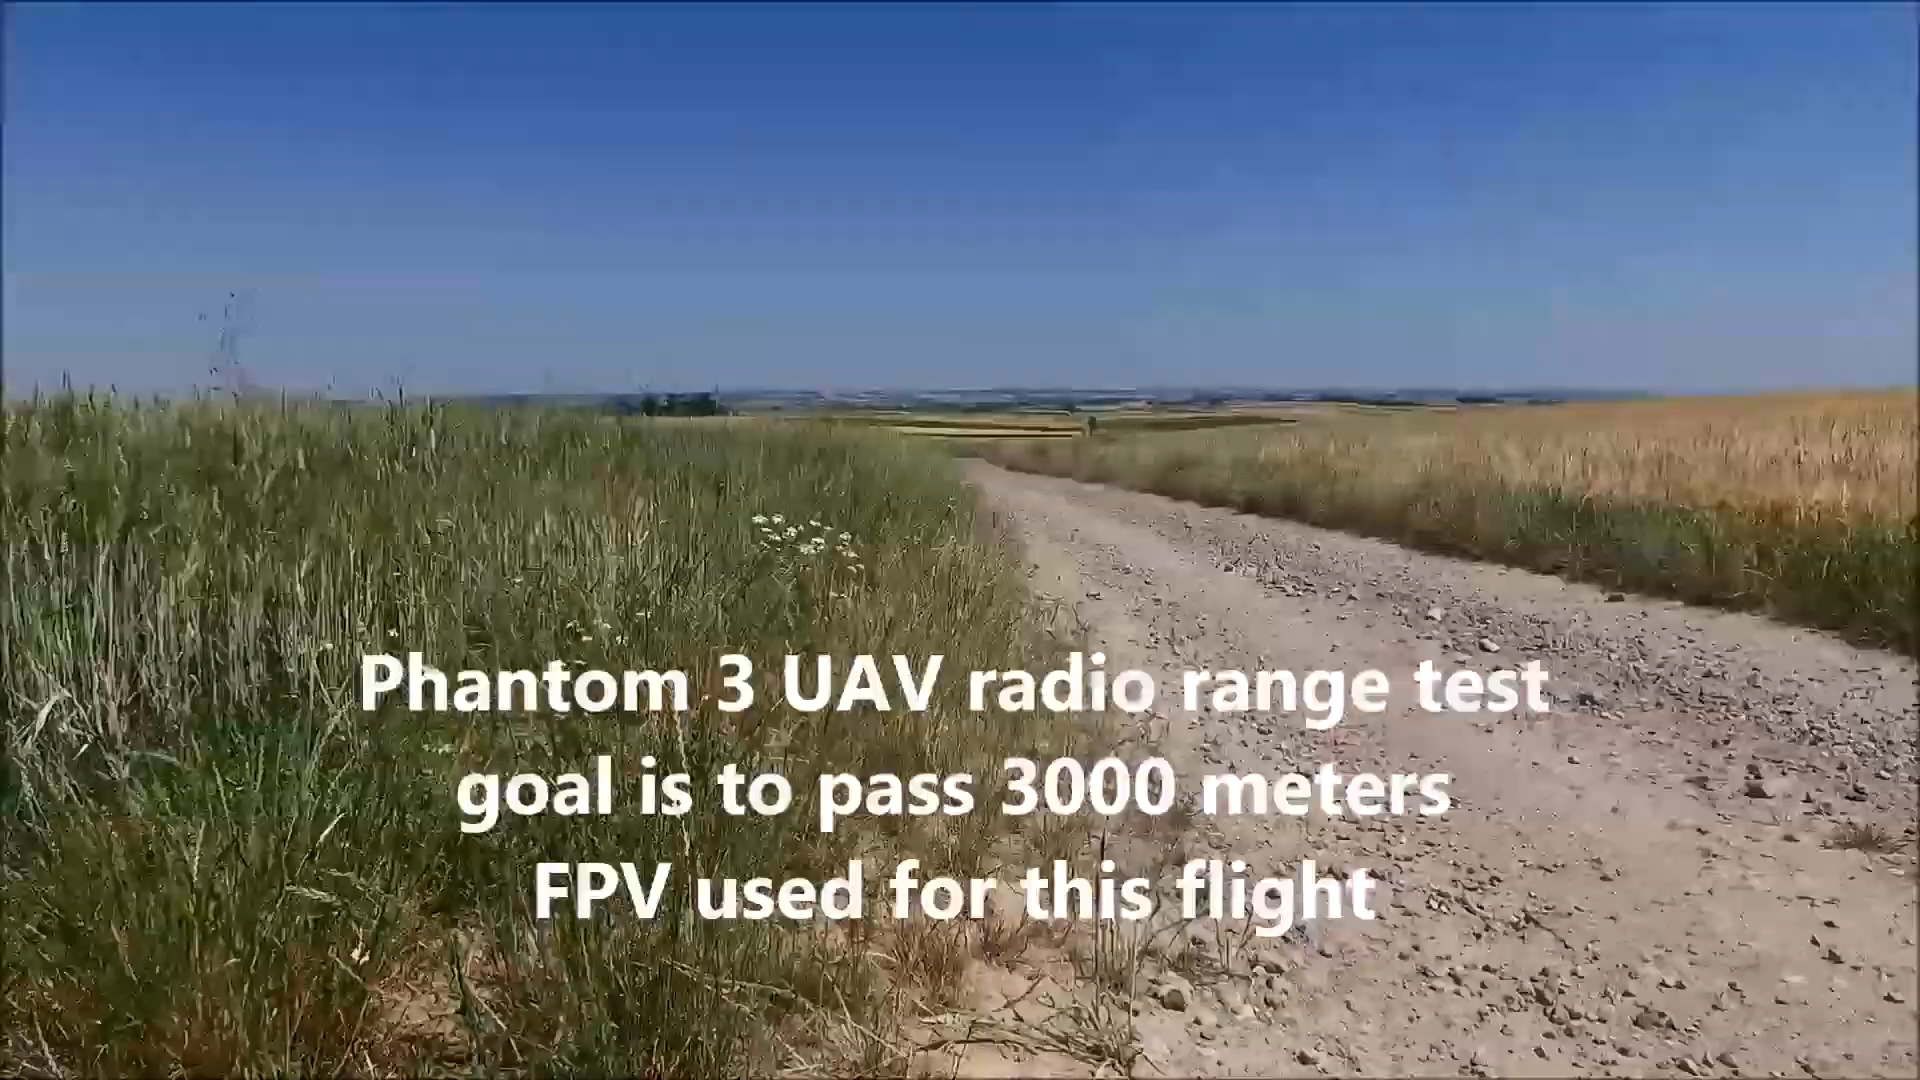 Phantom 3 UAV radio range test
goal is to pass 3000 meters
FPV used for this flight